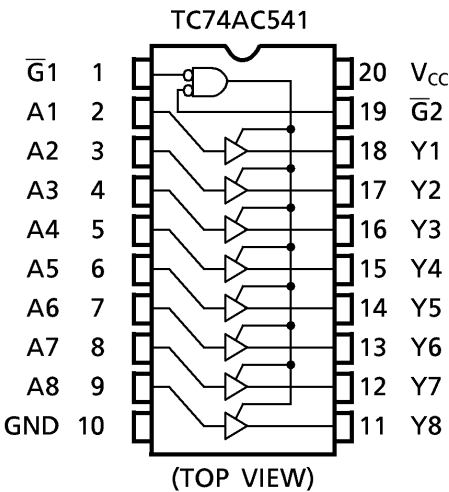 TC74AC541
G̅1 1 20 VCC
A1 2 19 G̅2
A2 3 18 Y1
A3 4 17 Y2
A4 5 16 Y3
A5 6 15 Y4
A6 7 14 Y5
A7 8 13 Y6
A8 9 12 Y7
GND 10 11 Y8
(TOP VIEW)